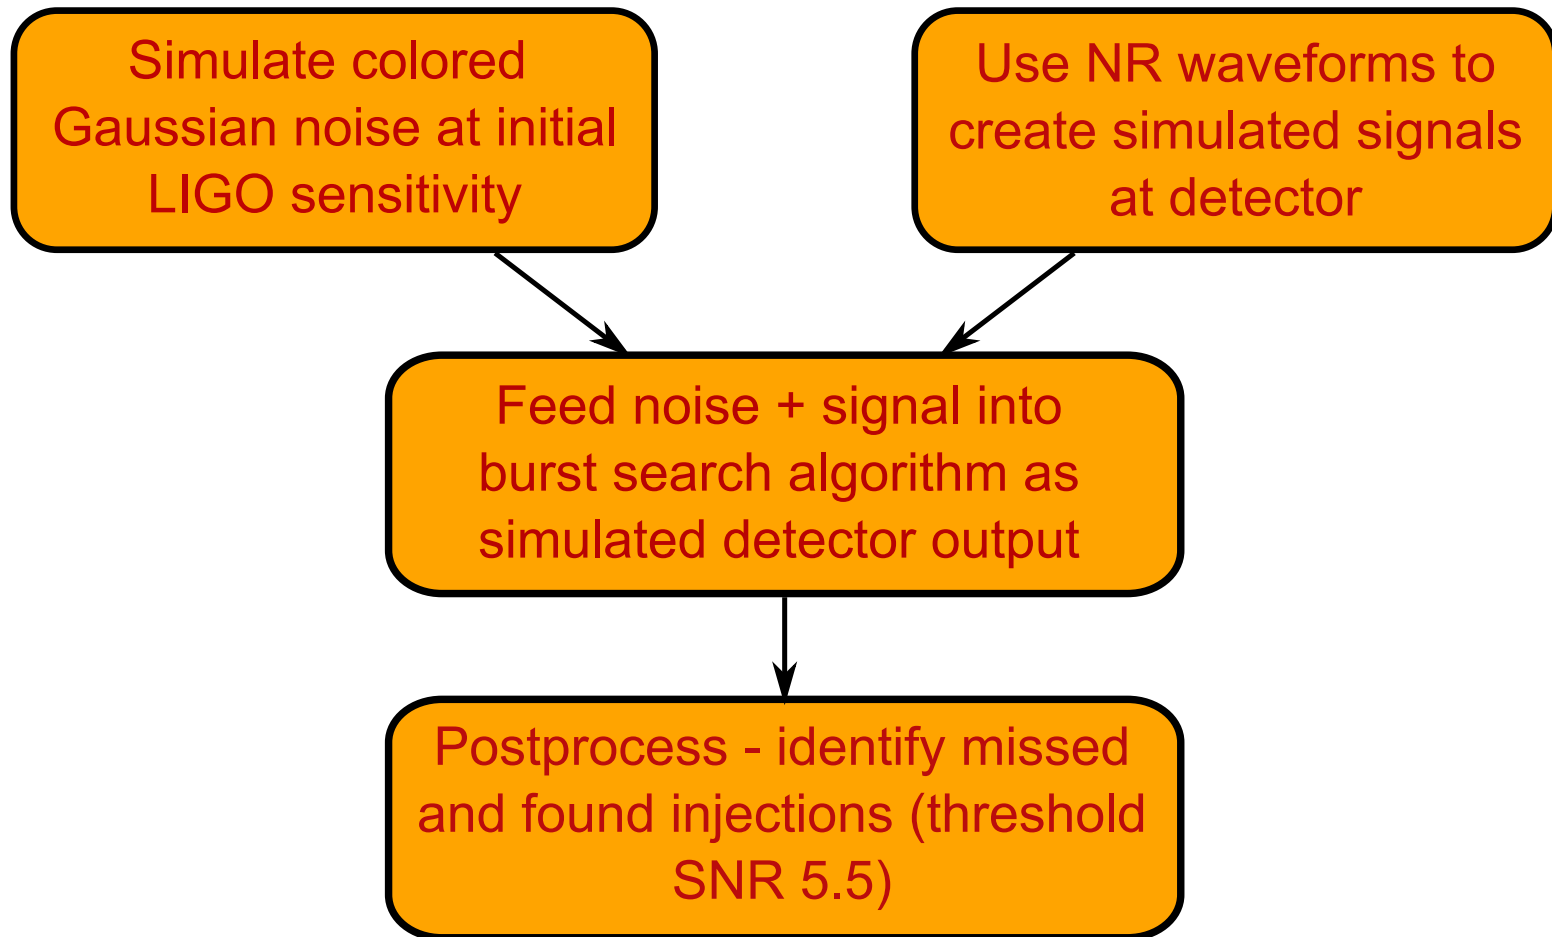 Simulate colored
Gaussian noise at initial
LIGO sensitivity
Use NR waveforms to
create simulated signals
at detector
Feed noise + signal into
burst search algorithm as
simulated detector output
Postprocess - identify missed
and found injections (threshold
SNR 5.5)